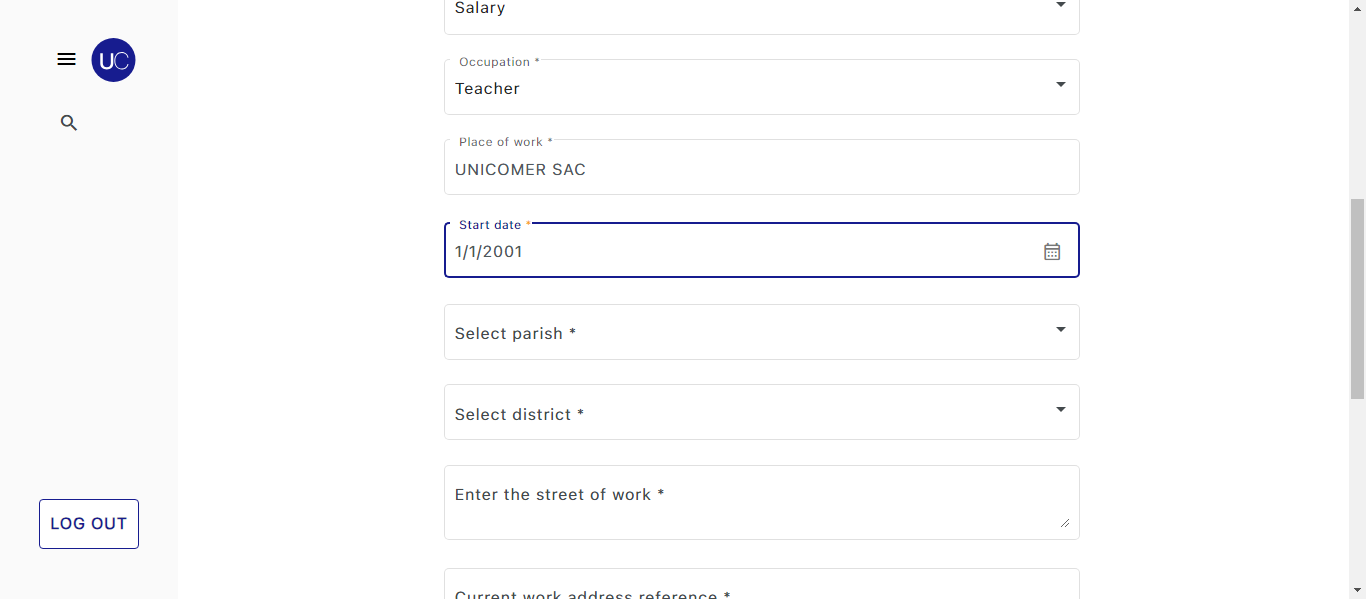 Salary
UC
Occupation *
Teacher
Place of work *
UNICOMER SAC
Start date *
1/1/2001
Select parish *
Select district *
Enter the street of work *
LOG OUT
Current work address reference *